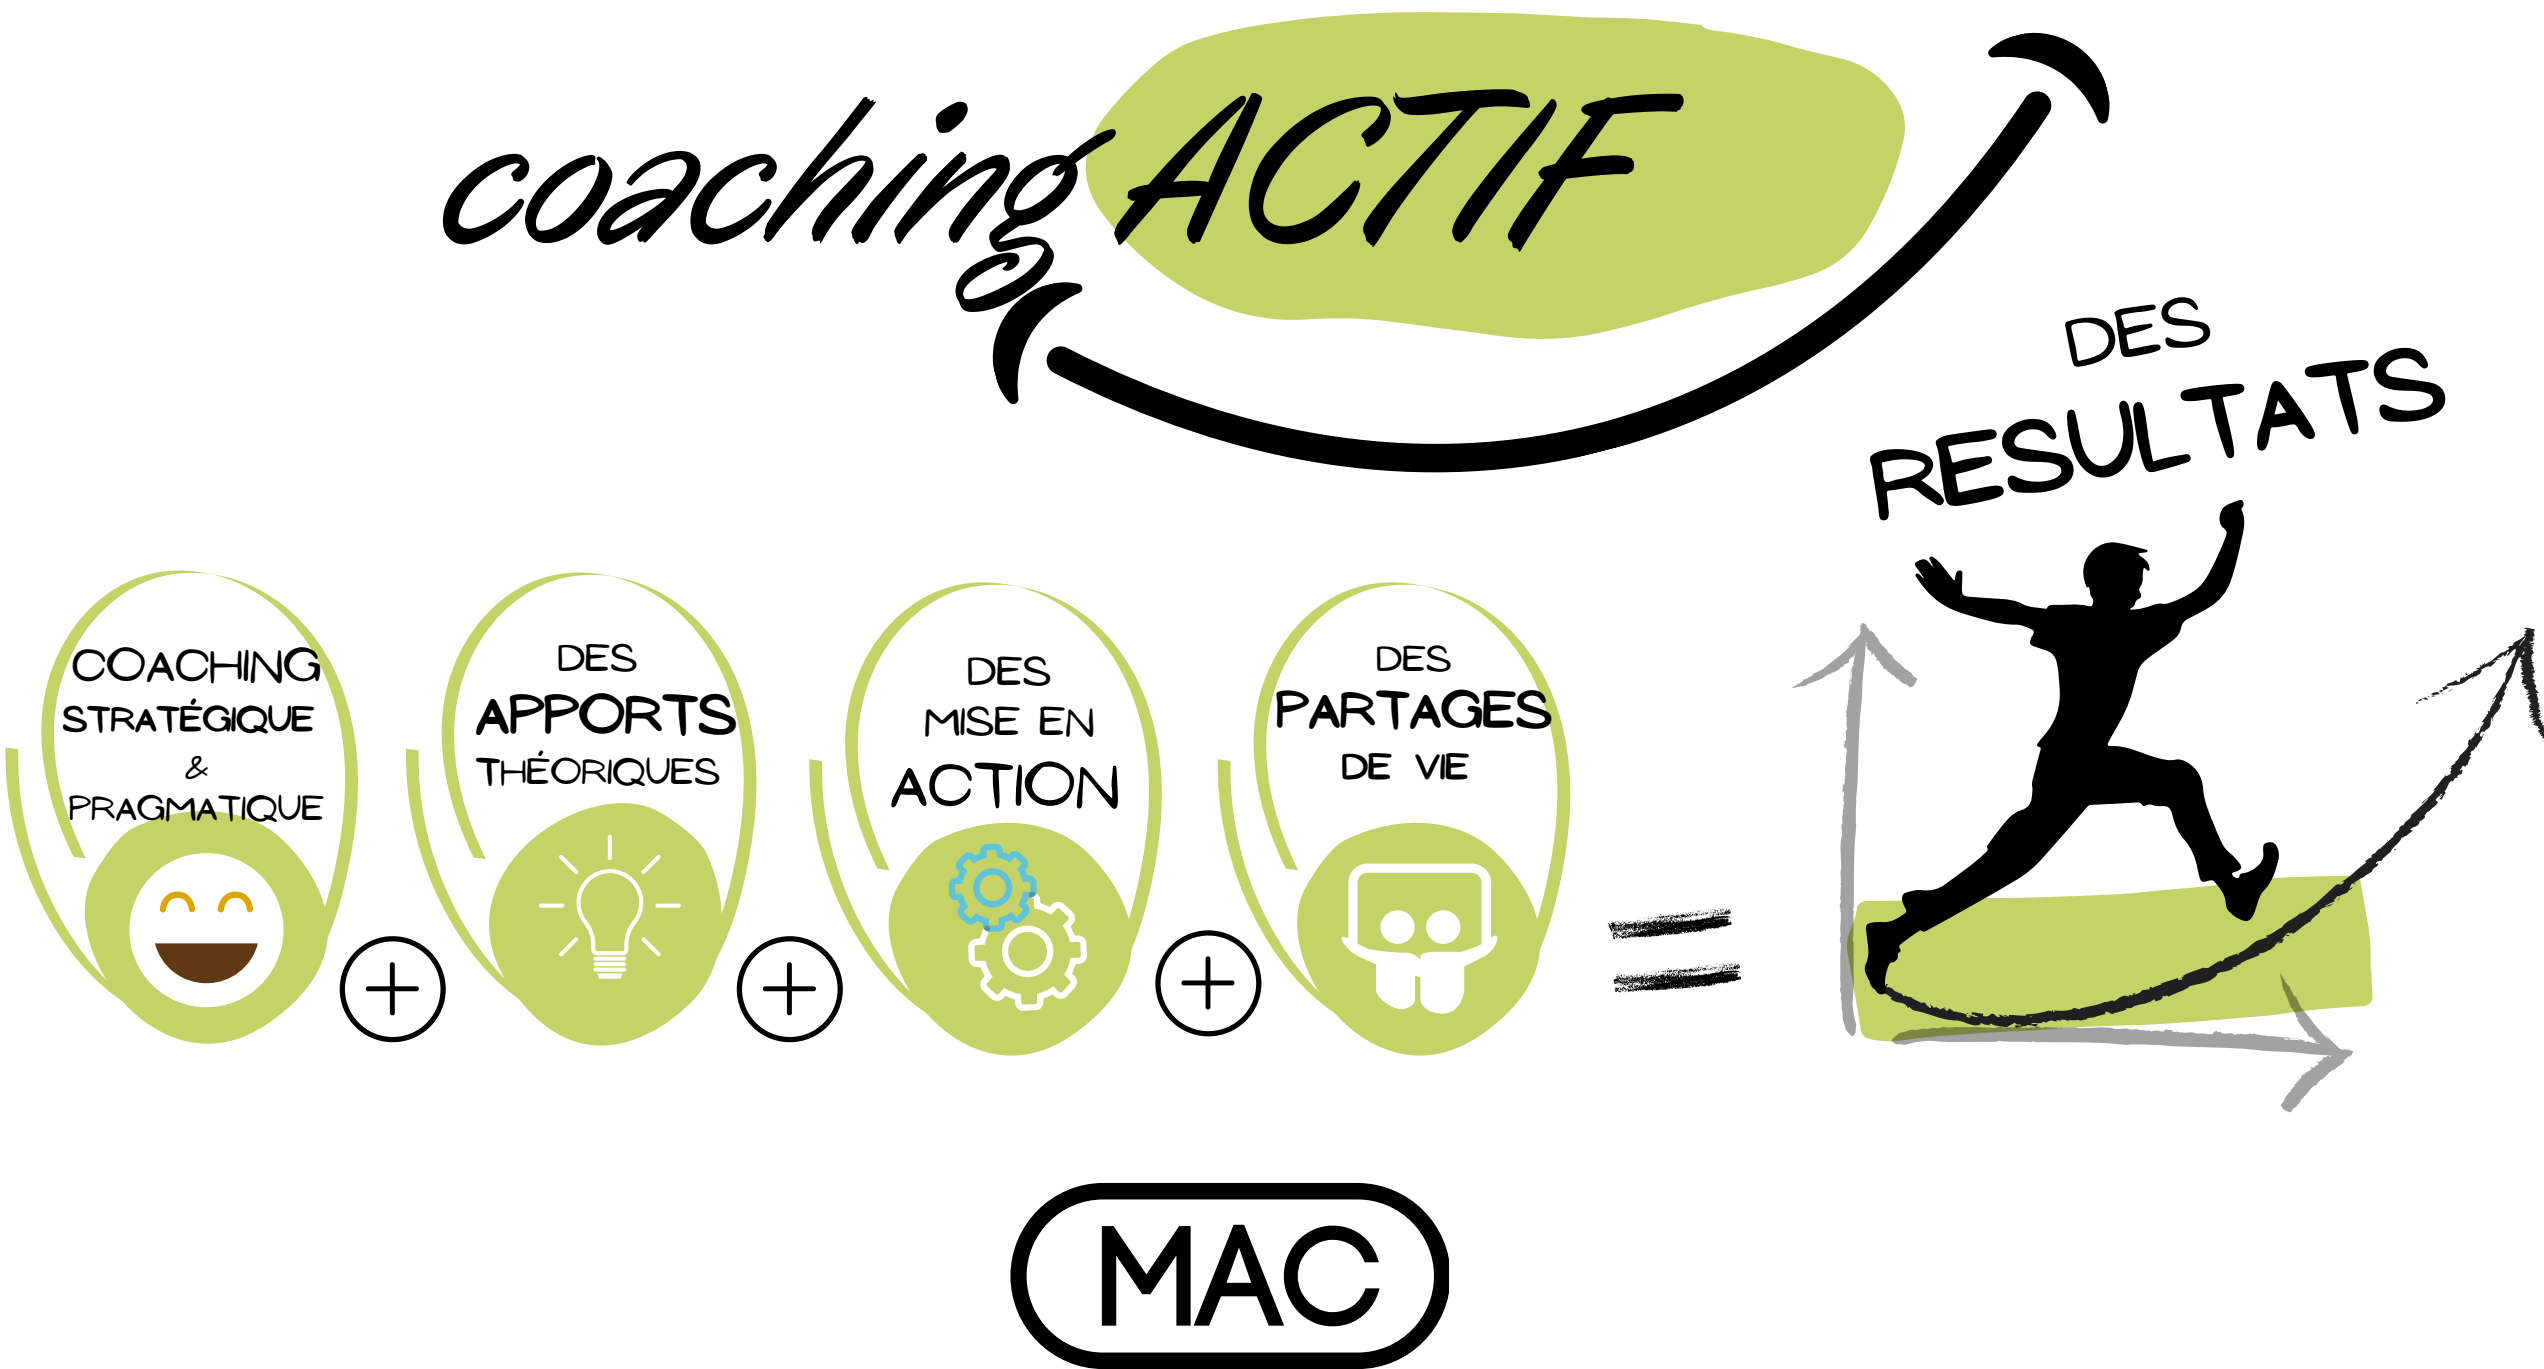 coaching ACTIF
DES
RESULTATS
COACHING
STRATÉGIQUE
&
PRAGMATIQUE
+
DES
APPORTS
THÉORIQUES
+
DES
MISE EN
ACTION
+
DES
PARTAGES
DE VIE
=
MAC